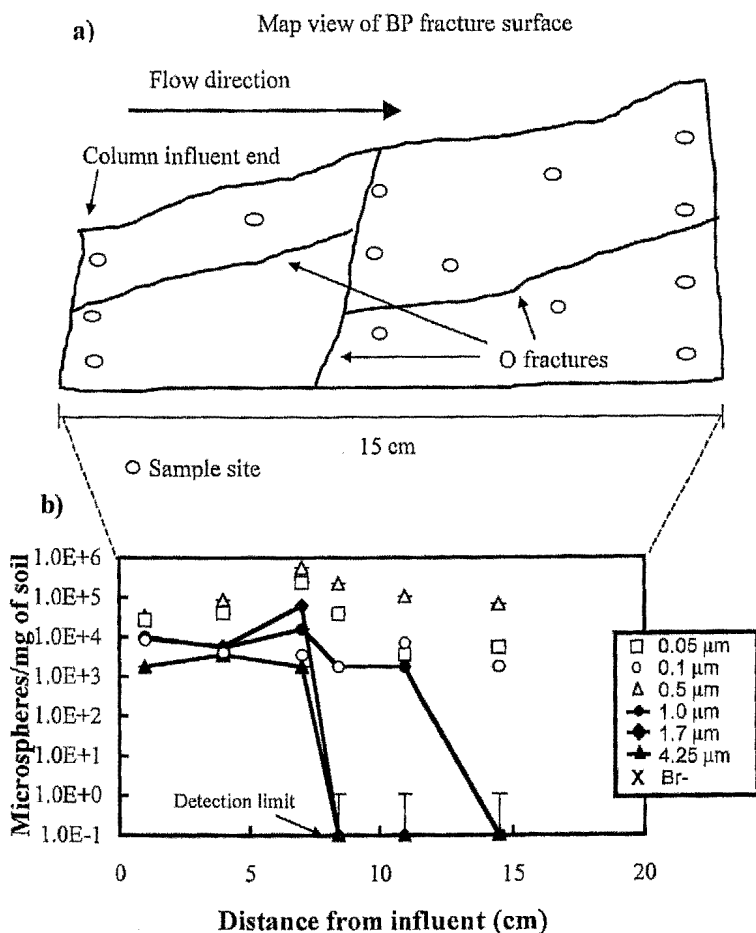 a)
Map view of BP fracture surface
Flow direction
Column influent end
O fractures
15 cm
Sample site
b)
Microspheres/mg of soil
1.0E+6
1.0E+5
1.0E+4
1.0E+3
1.0E+2
1.0E+1
1.0E+0
1.0E-1
Detection limit
0 5 10 15 20
Distance from influent (cm)
0.05 µm
0.1 µm
0.5 µm
1.0 µm
1.7 µm
4.25 µm
Br-